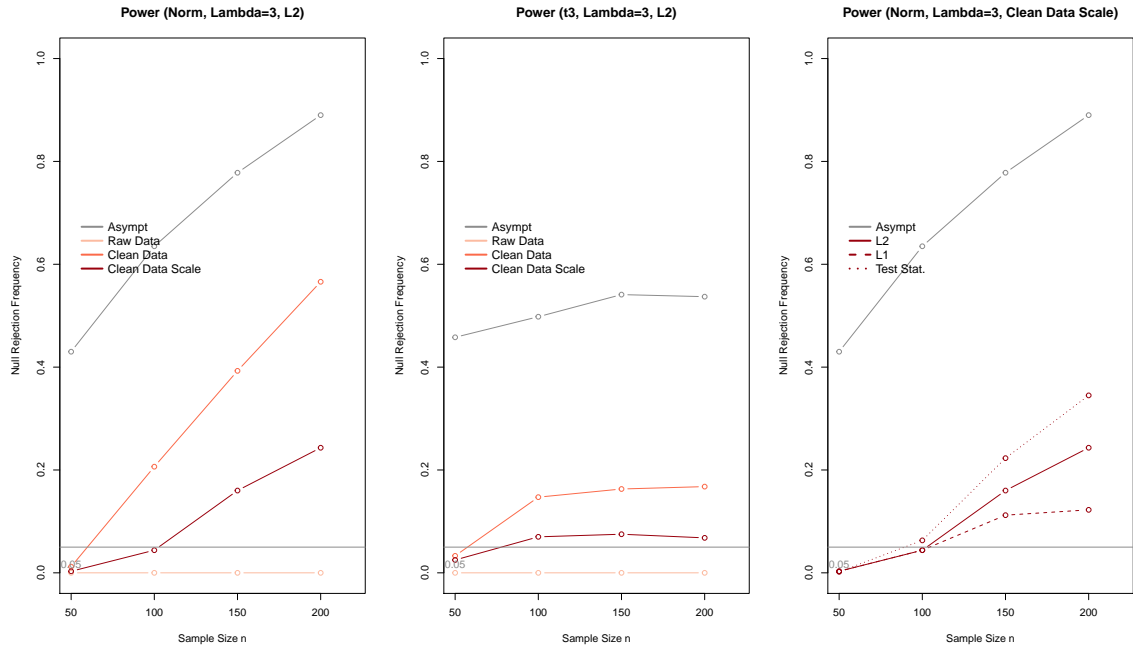 Power (Norm, Lambda=3, L2)
Null Rejection Frequency
1.0
0.8
0.6
0.4
0.2
0.0
Asympt
Raw Data
Clean Data
Clean Data Scale
0.05
50 100 150 200
Sample Size n
Power (t3, Lambda=3, L2)
Null Rejection Frequency
1.0
0.8
0.6
0.4
0.2
0.0
Asympt
Raw Data
Clean Data
Clean Data Scale
0.05
50 100 150 200
Sample Size n
Power (Norm, Lambda=3, Clean Data Scale)
Null Rejection Frequency
1.0
0.8
0.6
0.4
0.2
0.0
Asympt
L2
L1
Test Stat.
0.05
50 100 150 200
Sample Size n